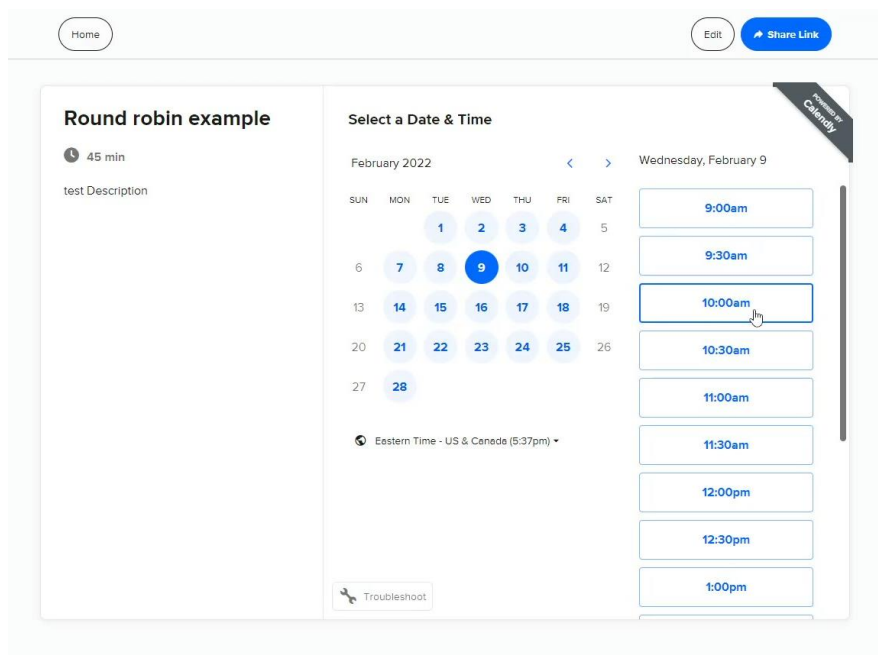 Home
Edit
Share Link
POWERED BY
Calendly
Round robin example
45 min
test Description
Select a Date & Time
February 2022
SUN MON TUE WED THU FRI SAT
1 2 3 4 5
6 7 8 9 10 11 12
13 14 15 16 17 18 19
20 21 22 23 24 25 26
27 28
Eastern Time - US & Canada (5:37pm)
Troubleshoot
Wednesday, February 9
9:00am
9:30am
10:00am
10:30am
11:00am
11:30am
12:00pm
12:30pm
1:00pm